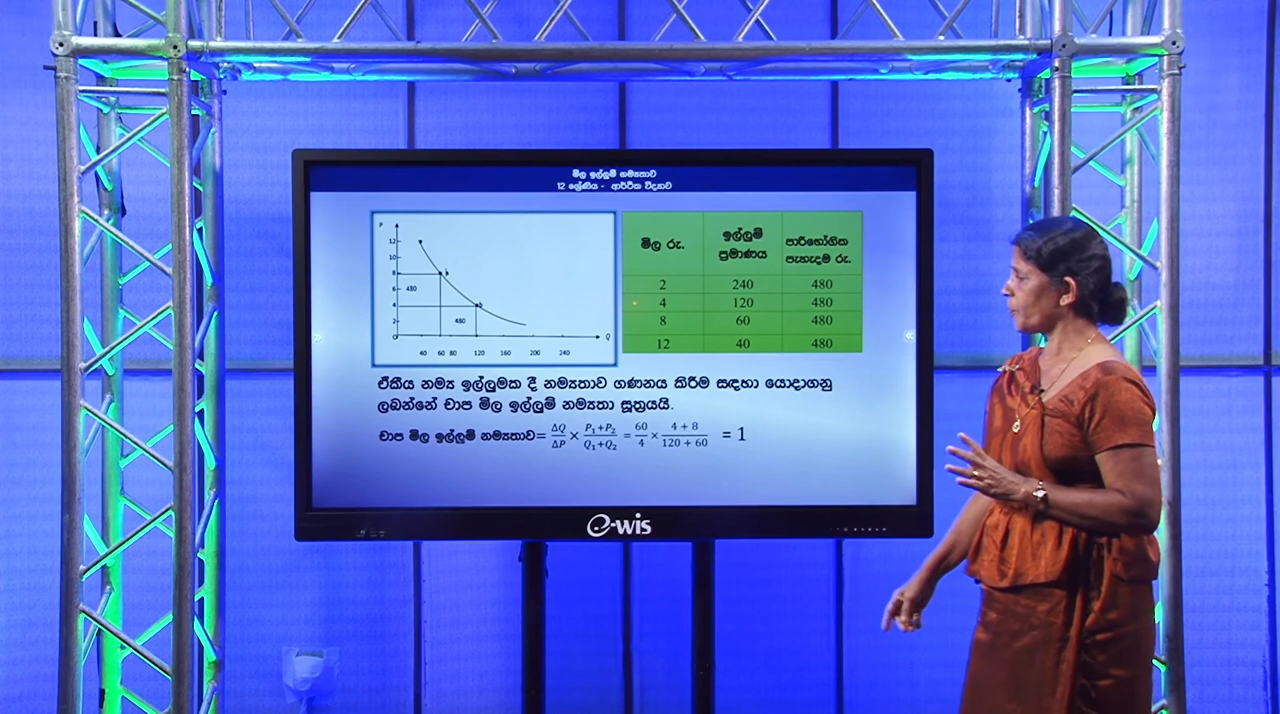 මිල ඉල්ලුම් නම්‍යතාව
12 ශ්‍රේණිය - ආර්ථික විද්‍යාව
P
12
10
8
6
4
2
0
480
480
b
Q
40 60 80 120 160 200 240
මිල රු. ඉල්ලුම් ප්‍රමාණය පාරිභෝගික පැහැදම රු.
2 240 480
4 120 480
8 60 480
12 40 480
ඒකීය නම්‍ය ඉල්ලුමක දී නම්‍යතාව ගණනය කිරීම සඳහා යොදාගනු
ලබන්නේ චාප මිල ඉල්ලුම් නම්‍යතා සූත්‍රයයි.
චාප මිල ඉල්ලුම් නම්‍යතාව= ΔQ/ΔP × P₁+P₂/Q₁+Q₂ = 60/4 × 4 + 8/120 + 60 = 1
e-wis